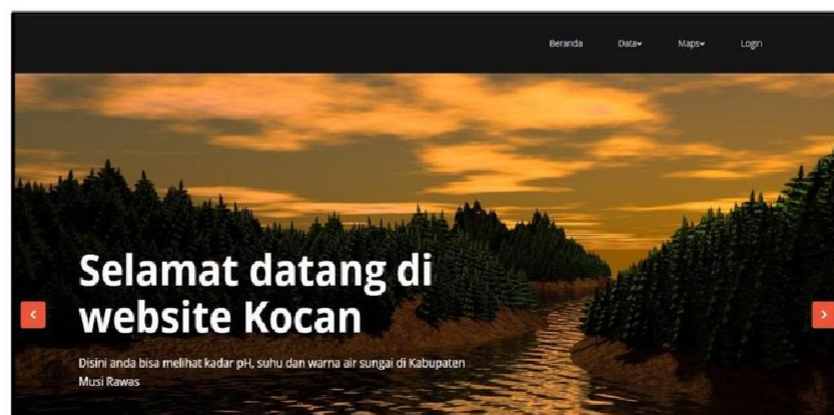 Beranda Data Maps Login
Selamat datang di
website Kocan
Disini anda bisa melihat kadar pH, suhu dan warna air sungai di Kabupaten
Musi Rawas